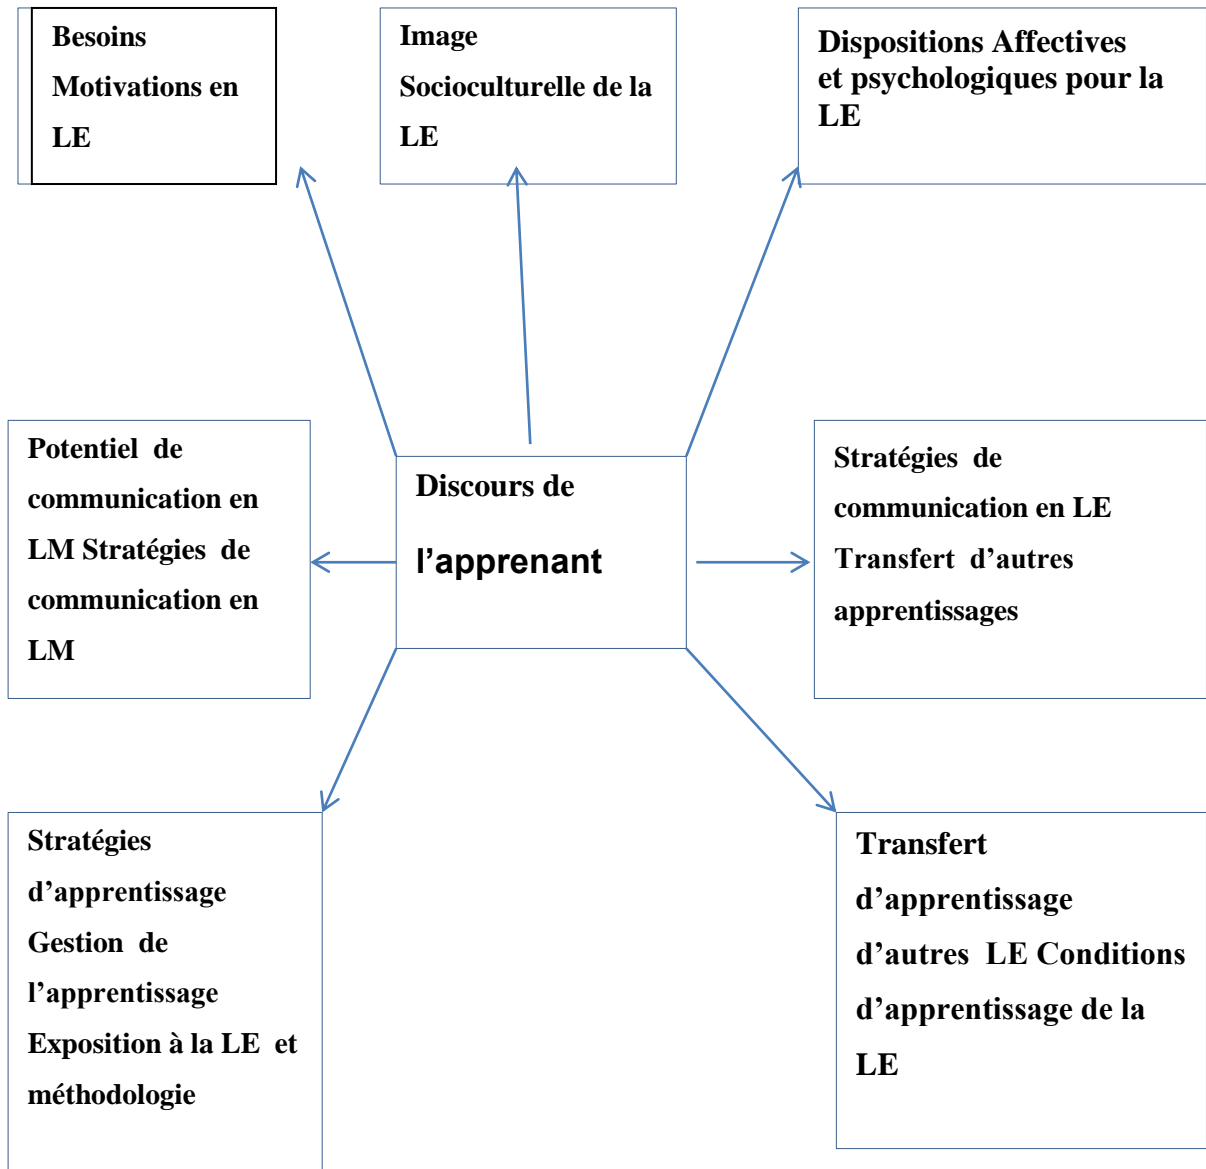 Besoins
Motivations en
LE
Image
Socioculturelle de la
LE
Dispositions Affectives
et psychologiques pour la
LE
Potentiel de
communication en
LM Stratégies de
communication en
LM
Discours de
l’apprenant
Stratégies de
communication en LE
Transfert d’autres
apprentissages
Stratégies
d’apprentissage
Gestion de
l’apprentissage
Exposition à la LE et
méthodologie
Transfert
d’apprentissage
d’autres LE Conditions
d’apprentissage de la
LE